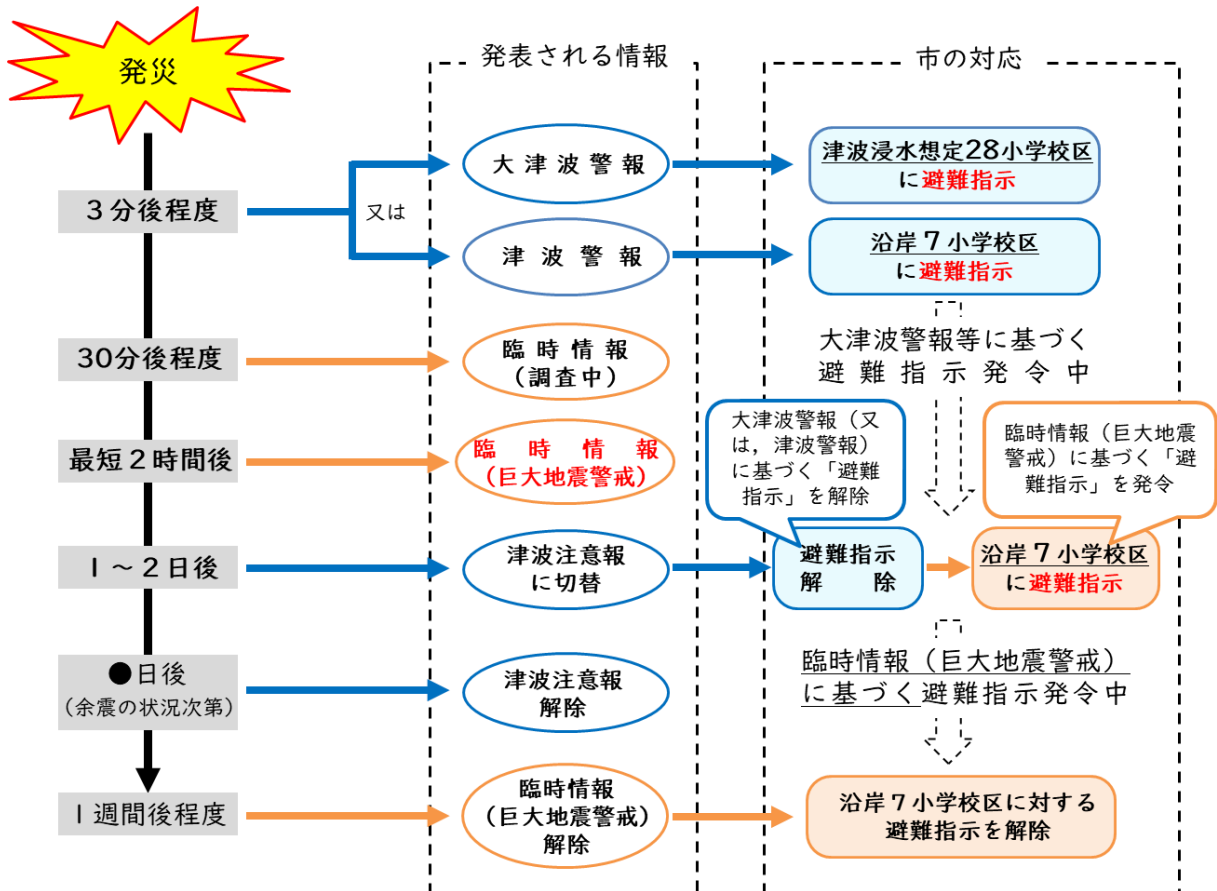 発災
発表される情報
市の対応
3分後程度
又は
大津波警報
津波浸水想定28小学校区
に避難指示
津波警報
沿岸7小学校区
に避難指示
30分後程度
臨時情報
(調査中)
大津波警報等に基づく
避難指示発令中
最短2時間後
臨時情報
(巨大地震警戒)
大津波警報(又
は,津波警報)
に基づく「避難
指示」を解除
臨時情報(巨大地震
警戒)に基づく「避
難指示」を発令
1~2日後
津波注意報
に切替
避難指示
解除
沿岸7小学校区
に避難指示
●日後
(余震の状況次第)
津波注意報
解除
臨時情報(巨大地震警戒)
に基づく避難指示発令中
1週間後程度
臨時情報
(巨大地震警戒)
解除
沿岸7小学校区に対する
避難指示を解除